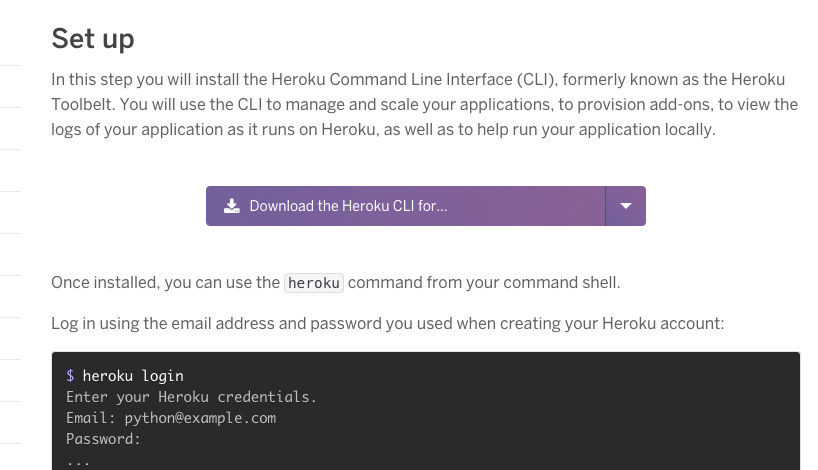 Set up
In this step you will install the Heroku Command Line Interface (CLI), formerly known as the Heroku
Toolbelt. You will use the CLI to manage and scale your applications, to provision add-ons, to view the
logs of your application as it runs on Heroku, as well as to help run your application locally.
Download the Heroku CLI for...
Once installed, you can use the heroku command from your command shell.
Log in using the email address and password you used when creating your Heroku account:
$ heroku login
Enter your Heroku credentials.
Email: python@example.com
Password:
...